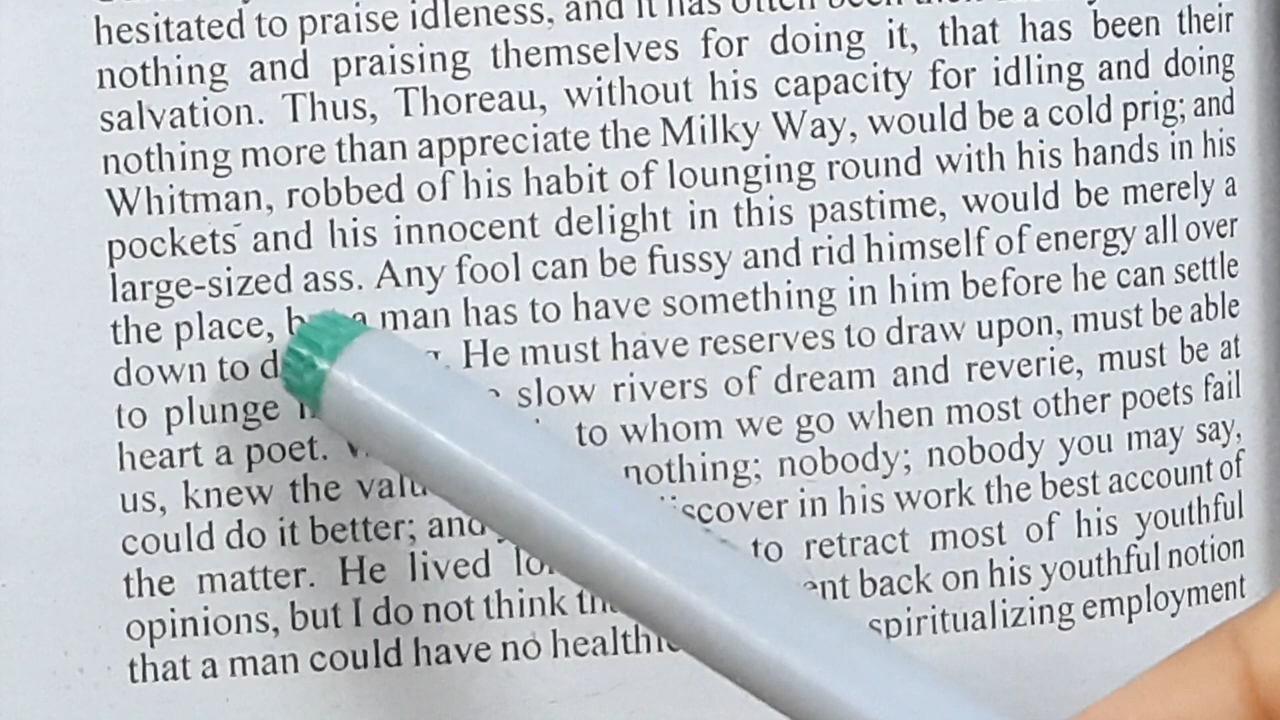 hesitated to praise idleness, and it has often been
nothing and praising themselves for doing it, that has been their
salvation. Thus, Thoreau, without his capacity for idling and doing
nothing more than appreciate the Milky Way, would be a cold prig; and
Whitman, robbed of his habit of lounging round with his hands in his
pockets and his innocent delight in this pastime, would be merely a
large-sized ass. Any fool can be fussy and rid himself of energy all over
the place, a man has to have something in him before he can settle
down to He must have reserves to draw upon, must be able
to plunge slow rivers of dream and reverie, must be at
heart a poet. to whom we go when most other poets fail
us, knew the nothing; nobody; nobody you may say,
could do it better; in his work the best account of
the matter. He lived to retract most of his youthful
opinions, but I do not think back on his youthful notion
that a man could have no spiritualizing employment